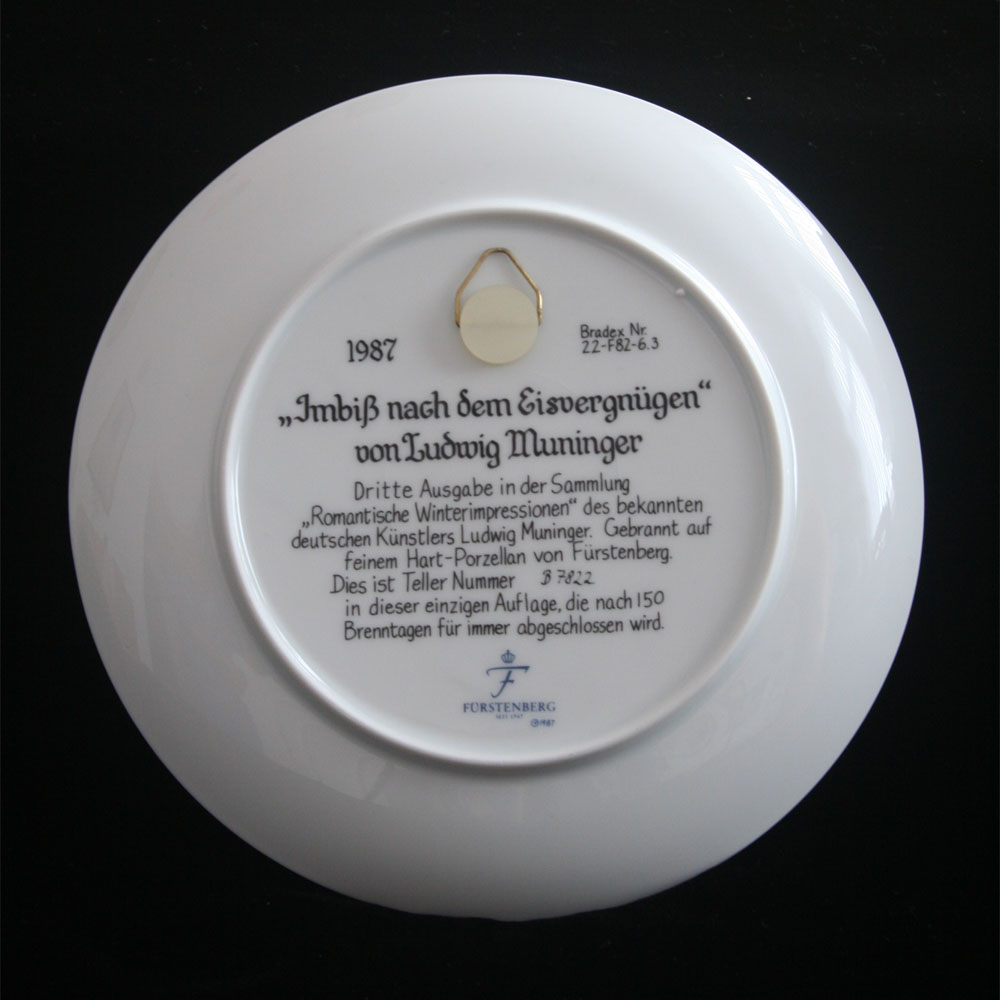 1987
Bradex Nr.
22-F82-6.3
„Imbiß nach dem Eisvergnügen“
von Ludwig Muninger
Dritte Ausgabe in der Sammlung
„Romantische Winterimpressionen“ des bekannten
deutschen Künstlers Ludwig Muninger. Gebrannt auf
feinem Hart-Porzellan von Fürstenberg.
Dies ist Teller Nummer B 7822
in dieser einzigen Auflage, die nach 150
Brenntagen für immer abgeschlossen wird.
F
FÜRSTENBERG
SEIT 1747
©1987